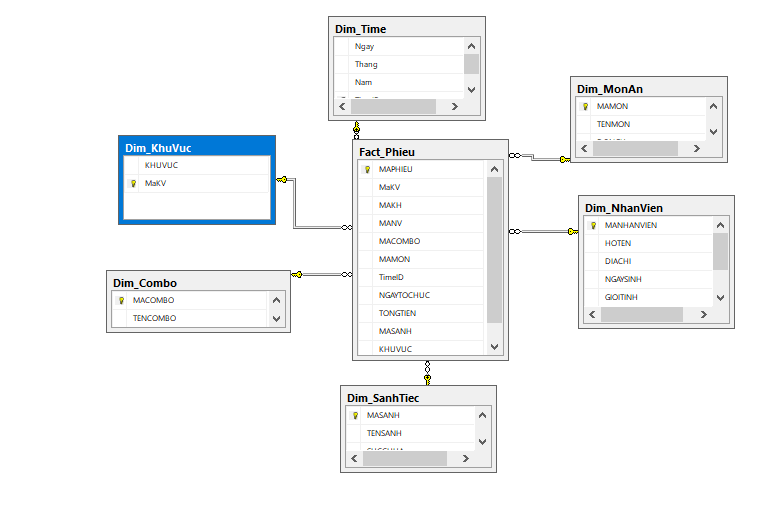 Dim_Time
Ngay
Thang
Nam
Dim_MonAn
MAMON
TENMON
Dim_KhuVuc
KHUVUC
MaKV
Fact_Phieu
MAPHIEU
MaKV
MAKH
MANV
MACOMBO
MAMON
TimeID
NGAYTOCHUC
TONGTIEN
MASANH
KHUVUC
Dim_NhanVien
MANHANVIEN
HOTEN
DIACHI
NGAYSINH
GIOITINH
Dim_Combo
MACOMBO
TENCOMBO
Dim_SanhTiec
MASANH
TENSANH